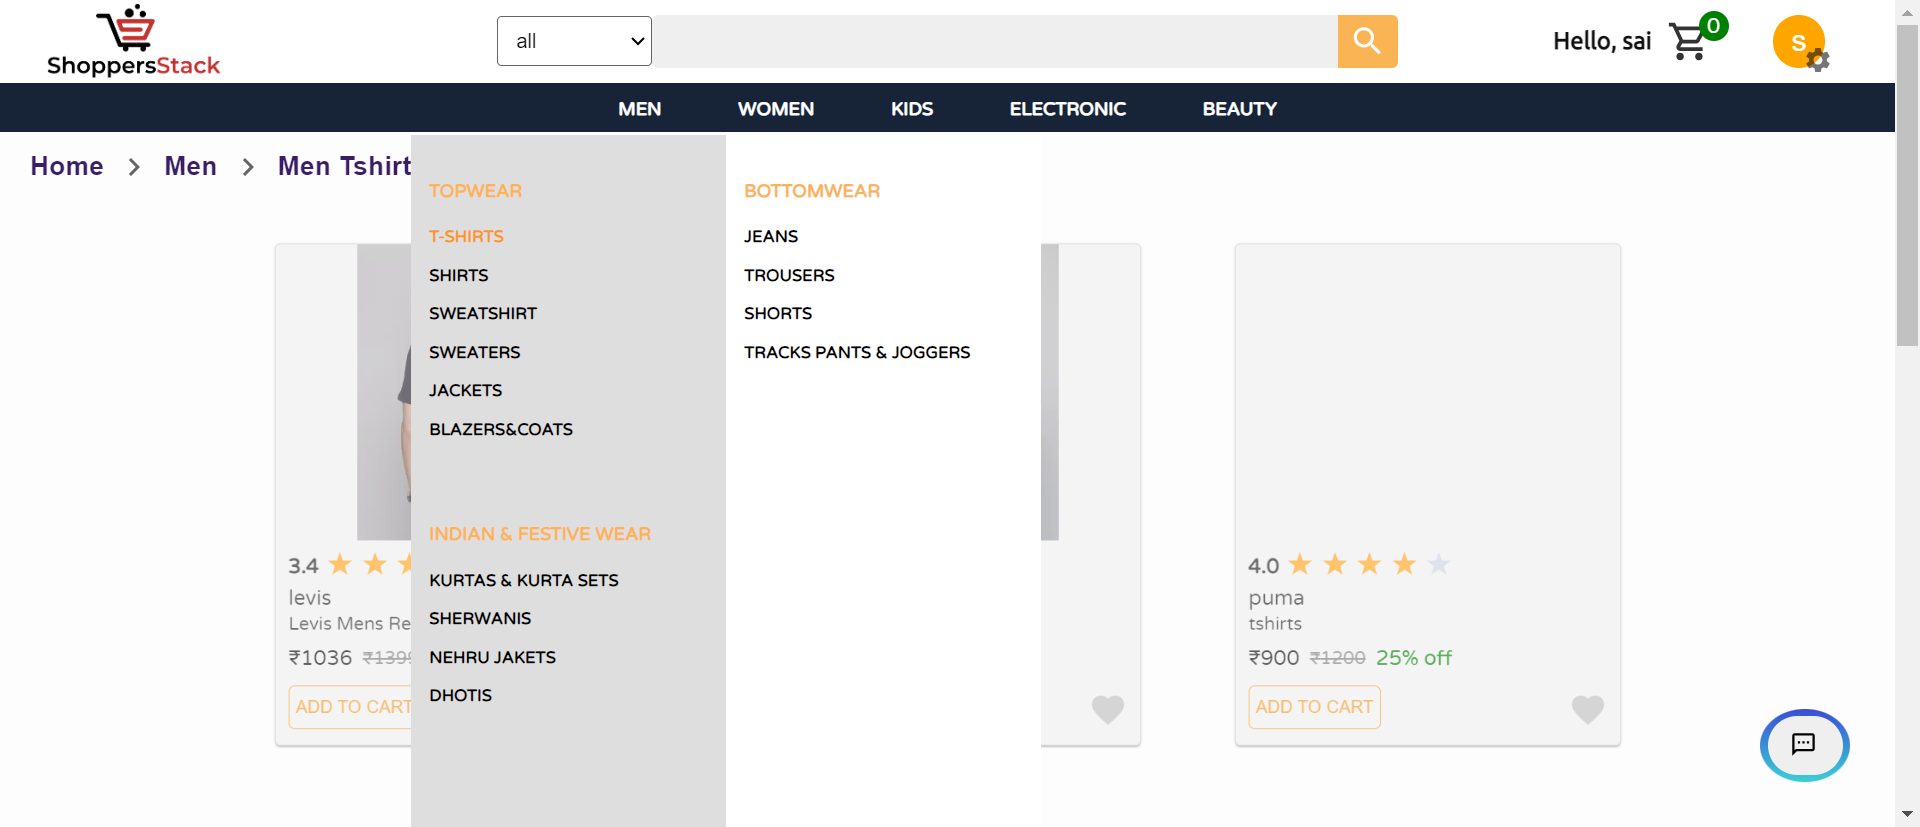 ShoppersStack
all
Hello, sai
0
S
MEN WOMEN KIDS ELECTRONIC BEAUTY
Home > Men > Men Tshirt
TOPWEAR
T-SHIRTS
SHIRTS
SWEATSHIRT
SWEATERS
JACKETS
BLAZERS&COATS
INDIAN & FESTIVE WEAR
KURTAS & KURTA SETS
SHERWANIS
NEHRU JAKETS
DHOTIS
BOTTOMWEAR
JEANS
TROUSERS
SHORTS
TRACKS PANTS & JOGGERS
3.4
levis
Levis Mens Re
₹1036 ₹1399
ADD TO CART
4.0
puma
tshirts
₹900 ₹1200 25% off
ADD TO CART